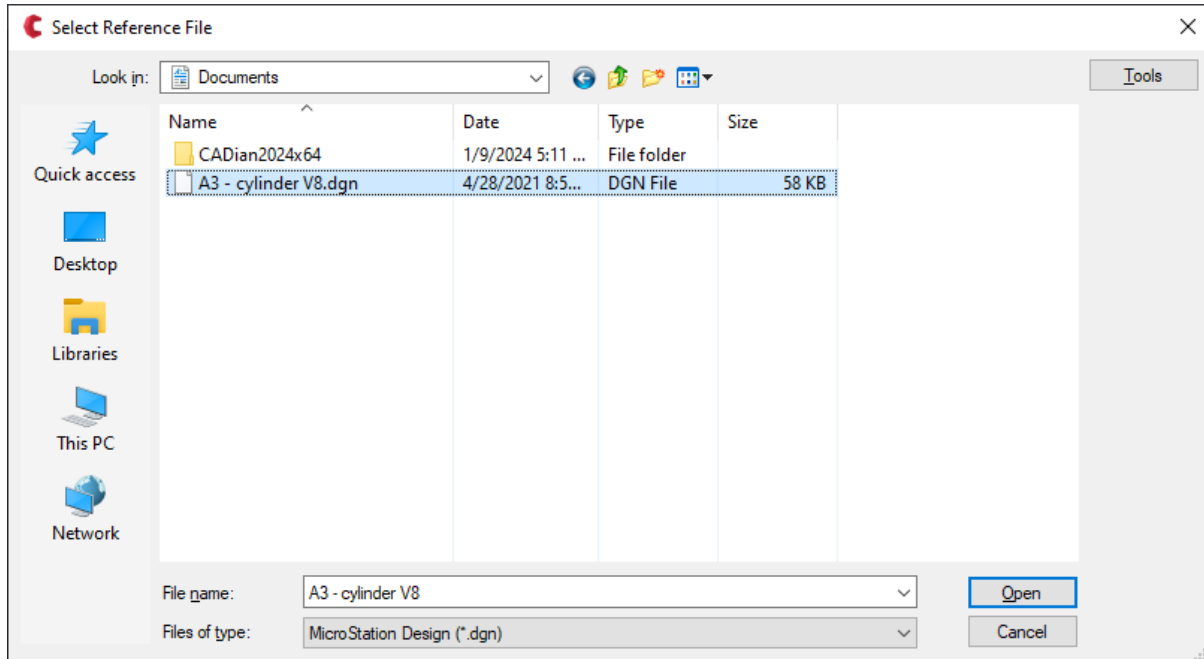 Select Reference File
Look in: Documents Tools
Name Date Type Size
CADian2024x64 1/9/2024 5:11 ... File folder
A3 - cylinder V8.dgn 4/28/2021 8:5... DGN File 58 KB
Quick access
Desktop
Libraries
This PC
Network
File name: A3 - cylinder V8 Open
Files of type: MicroStation Design (*.dgn) Cancel